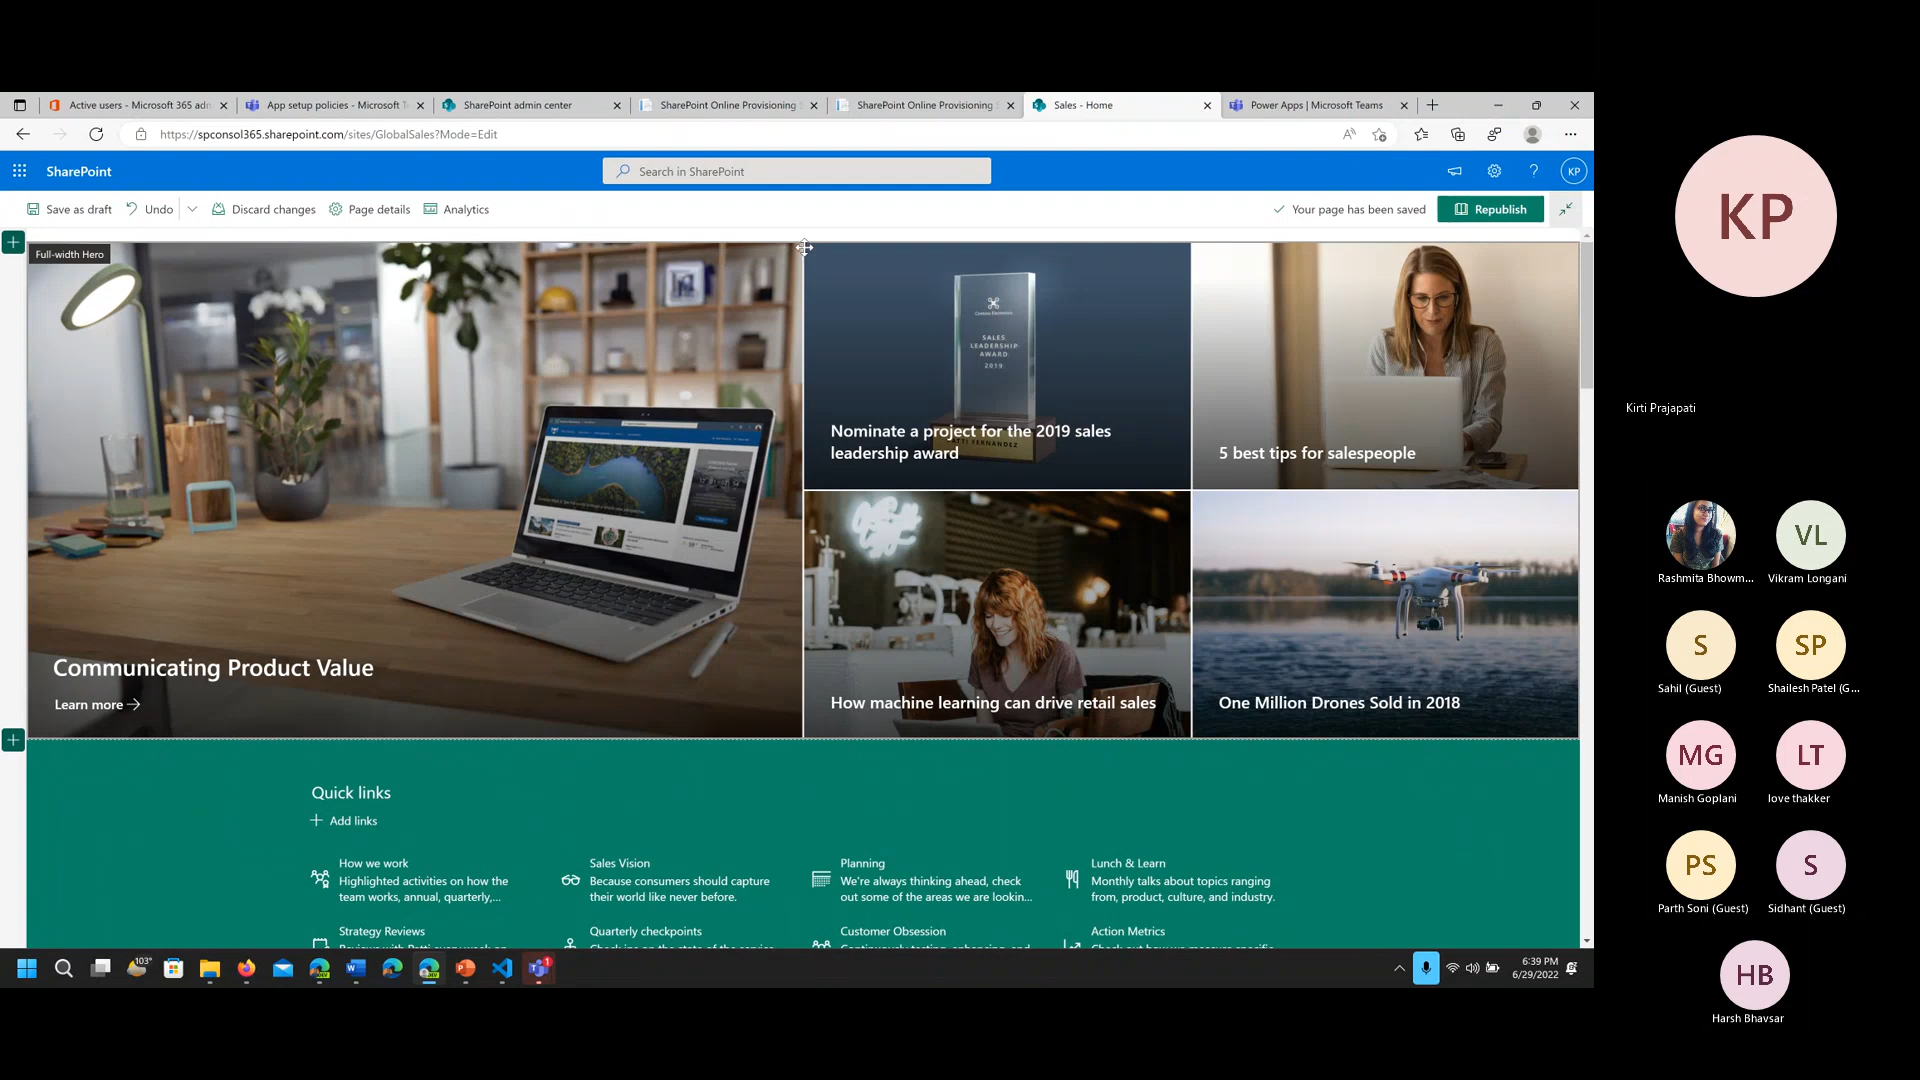 Active users - Microsoft 365 adm
App setup policies - Microsoft T
SharePoint admin center
SharePoint Online Provisioning S
SharePoint Online Provisioning S
Sales - Home
Power Apps | Microsoft Teams
https://spconsol365.sharepoint.com/sites/GlobalSales?Mode=Edit
SharePoint
Search in SharePoint
KP
Save as draft
Undo
Discard changes
Page details
Analytics
Your page has been saved
Republish
Full-width Hero
Communicating Product Value
Learn more
SALES
LEADERSHIP
AWARD
2019
Nominate a project for the 2019 sales
leadership award
5 best tips for salespeople
How machine learning can drive retail sales
One Million Drones Sold in 2018
Quick links
Add links
How we work
Highlighted activities on how the
team works, annual, quarterly,...
Sales Vision
Because consumers should capture
their world like never before.
Planning
We're always thinking ahead, check
out some of the areas we are lookin...
Lunch & Learn
Monthly talks about topics ranging
from, product, culture, and industry.
Strategy Reviews
Quarterly checkpoints
Customer Obsession
Action Metrics
103°
1
6:39 PM
6/29/2022
KP
Kirti Prajapati
Rashmita Bhowm...
VL
Vikram Longani
S
Sahil (Guest)
SP
Shailesh Patel (G...
MG
Manish Goplani
LT
love thakker
PS
Parth Soni (Guest)
S
Sidhant (Guest)
HB
Harsh Bhavsar